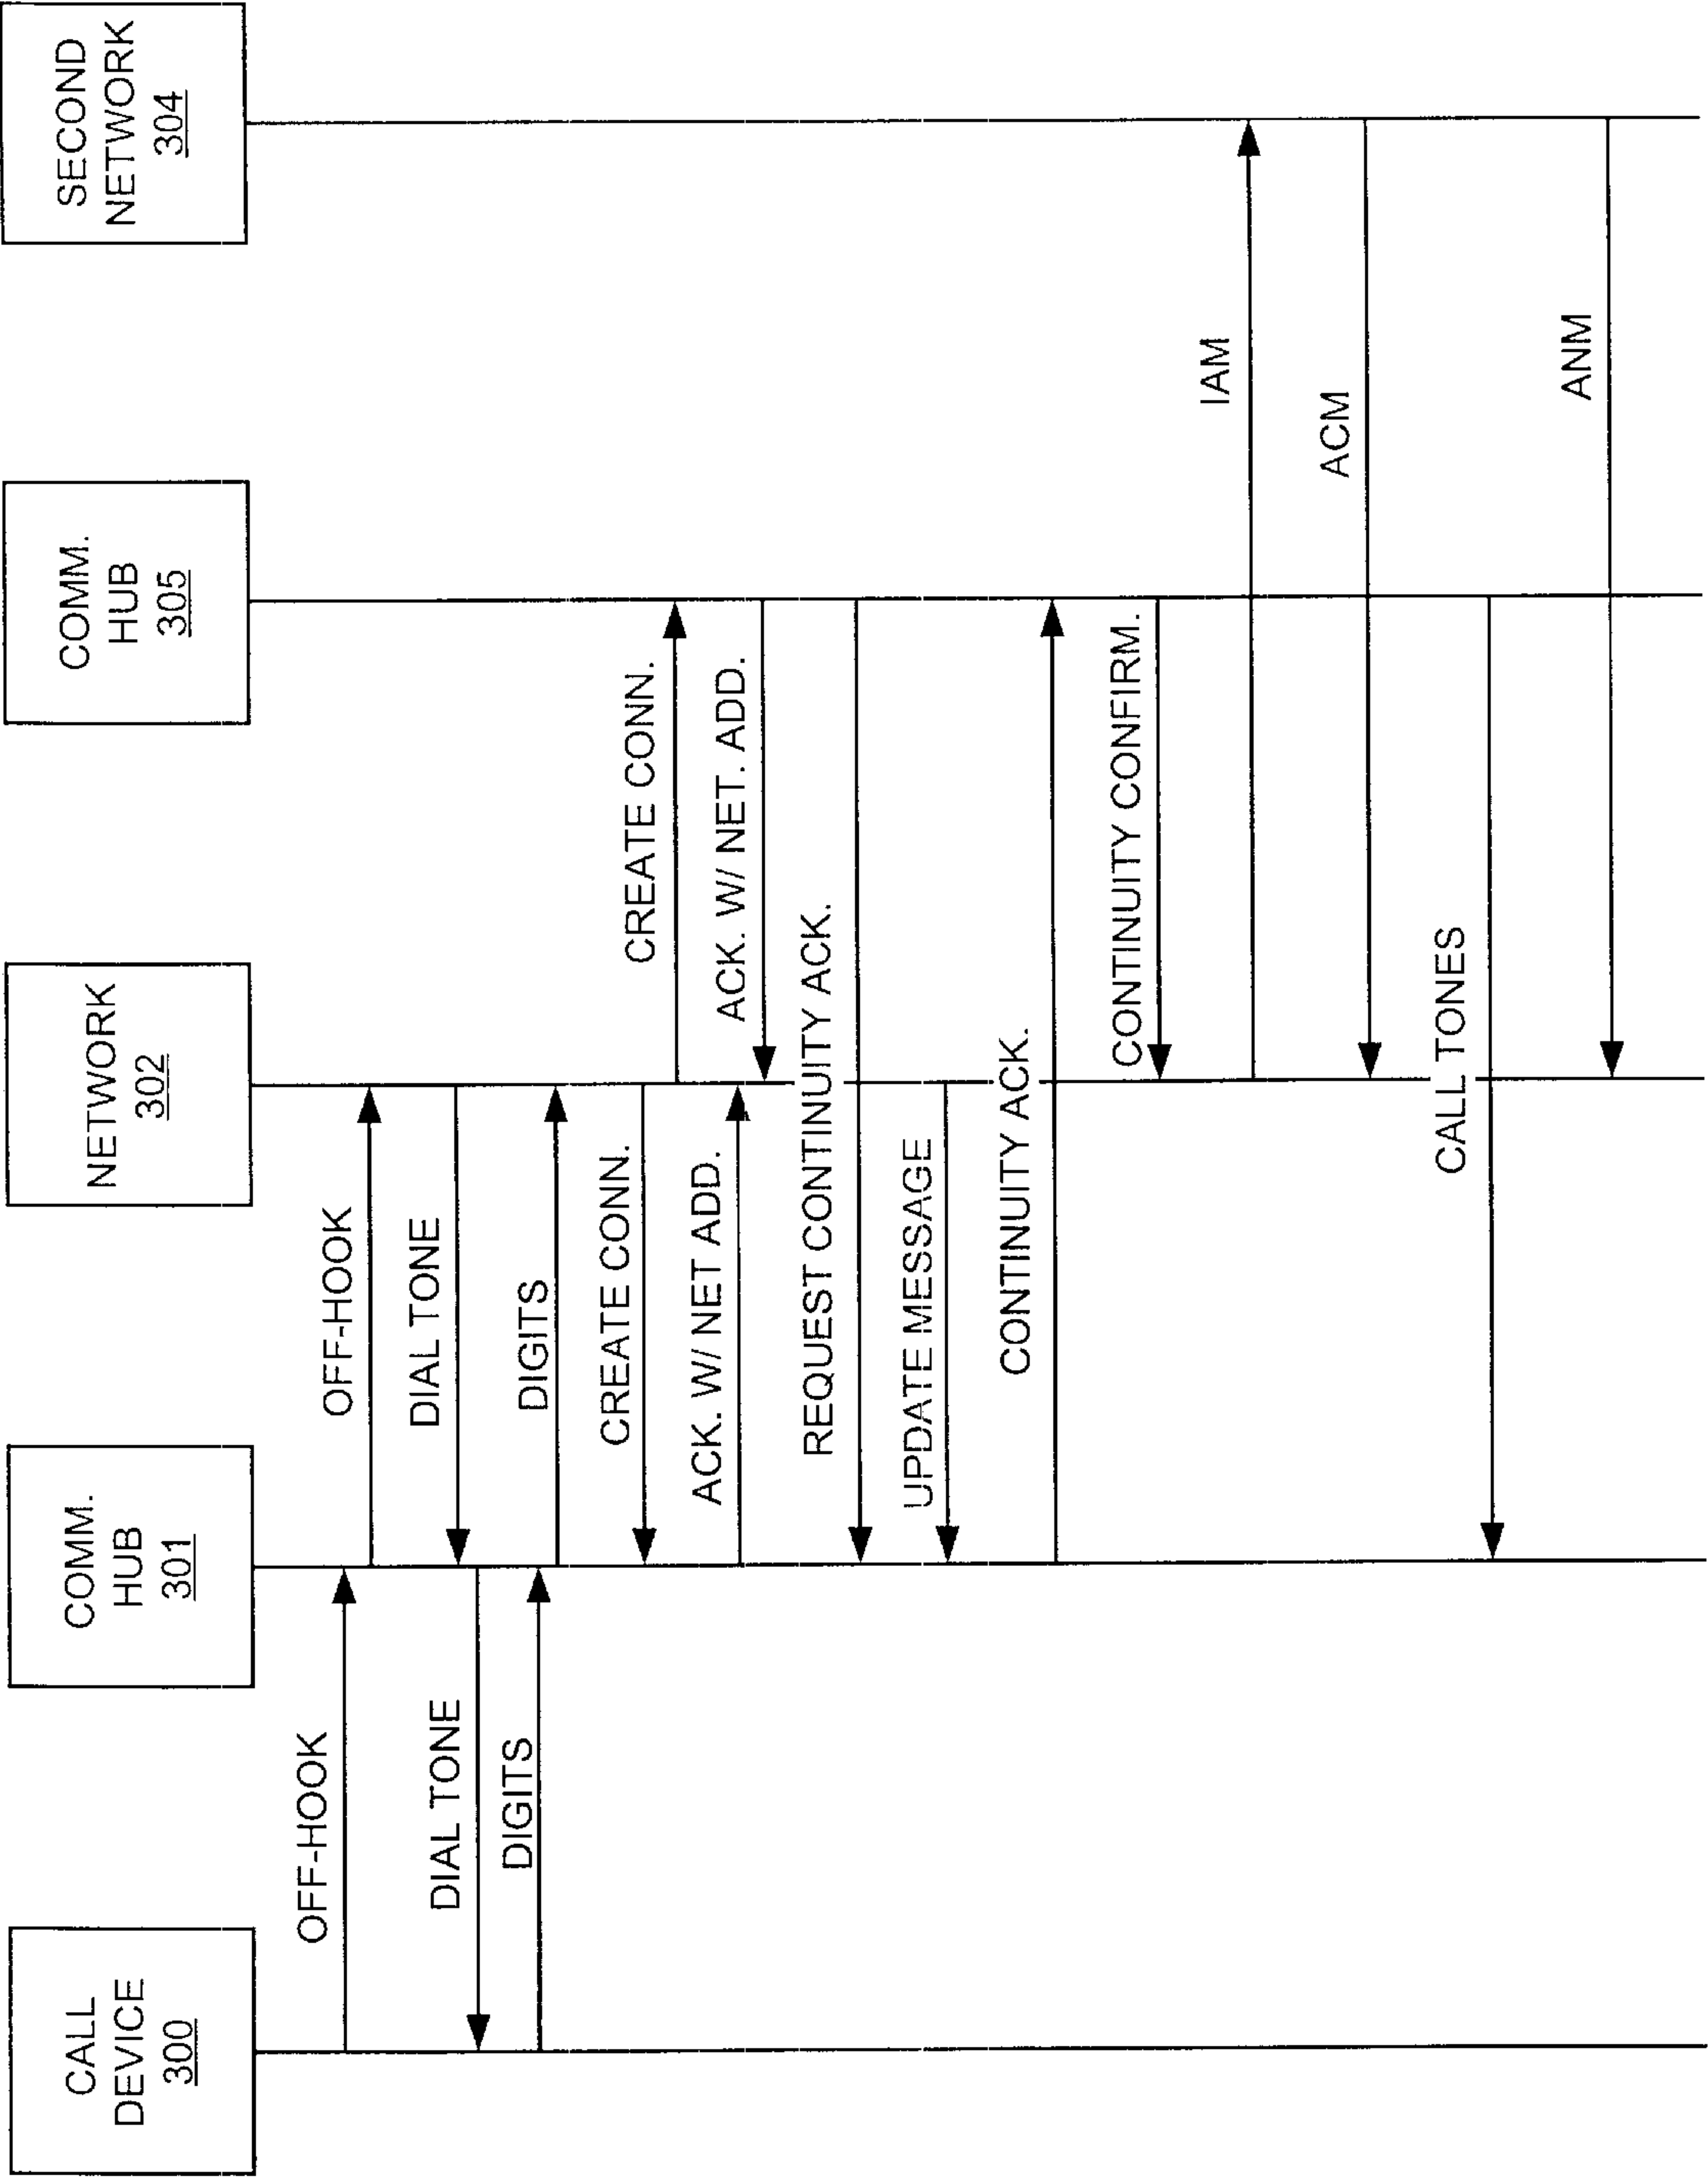 CALL
DEVICE
300
COMM.
HUB
301
NETWORK
302
COMM.
HUB
305
SECOND
NETWORK
304
OFF-HOOK
OFF-HOOK
DIAL TONE
DIAL TONE
DIGITS
DIGITS
CREATE CONN.
CREATE CONN.
ACK. W/ NET ADD.
ACK. W/ NET. ADD.
REQUEST CONTINUITY ACK.
UPDATE MESSAGE
CONTINUITY ACK.
CONTINUITY CONFIRM.
IAM
ACM
CALL TONES
ANM